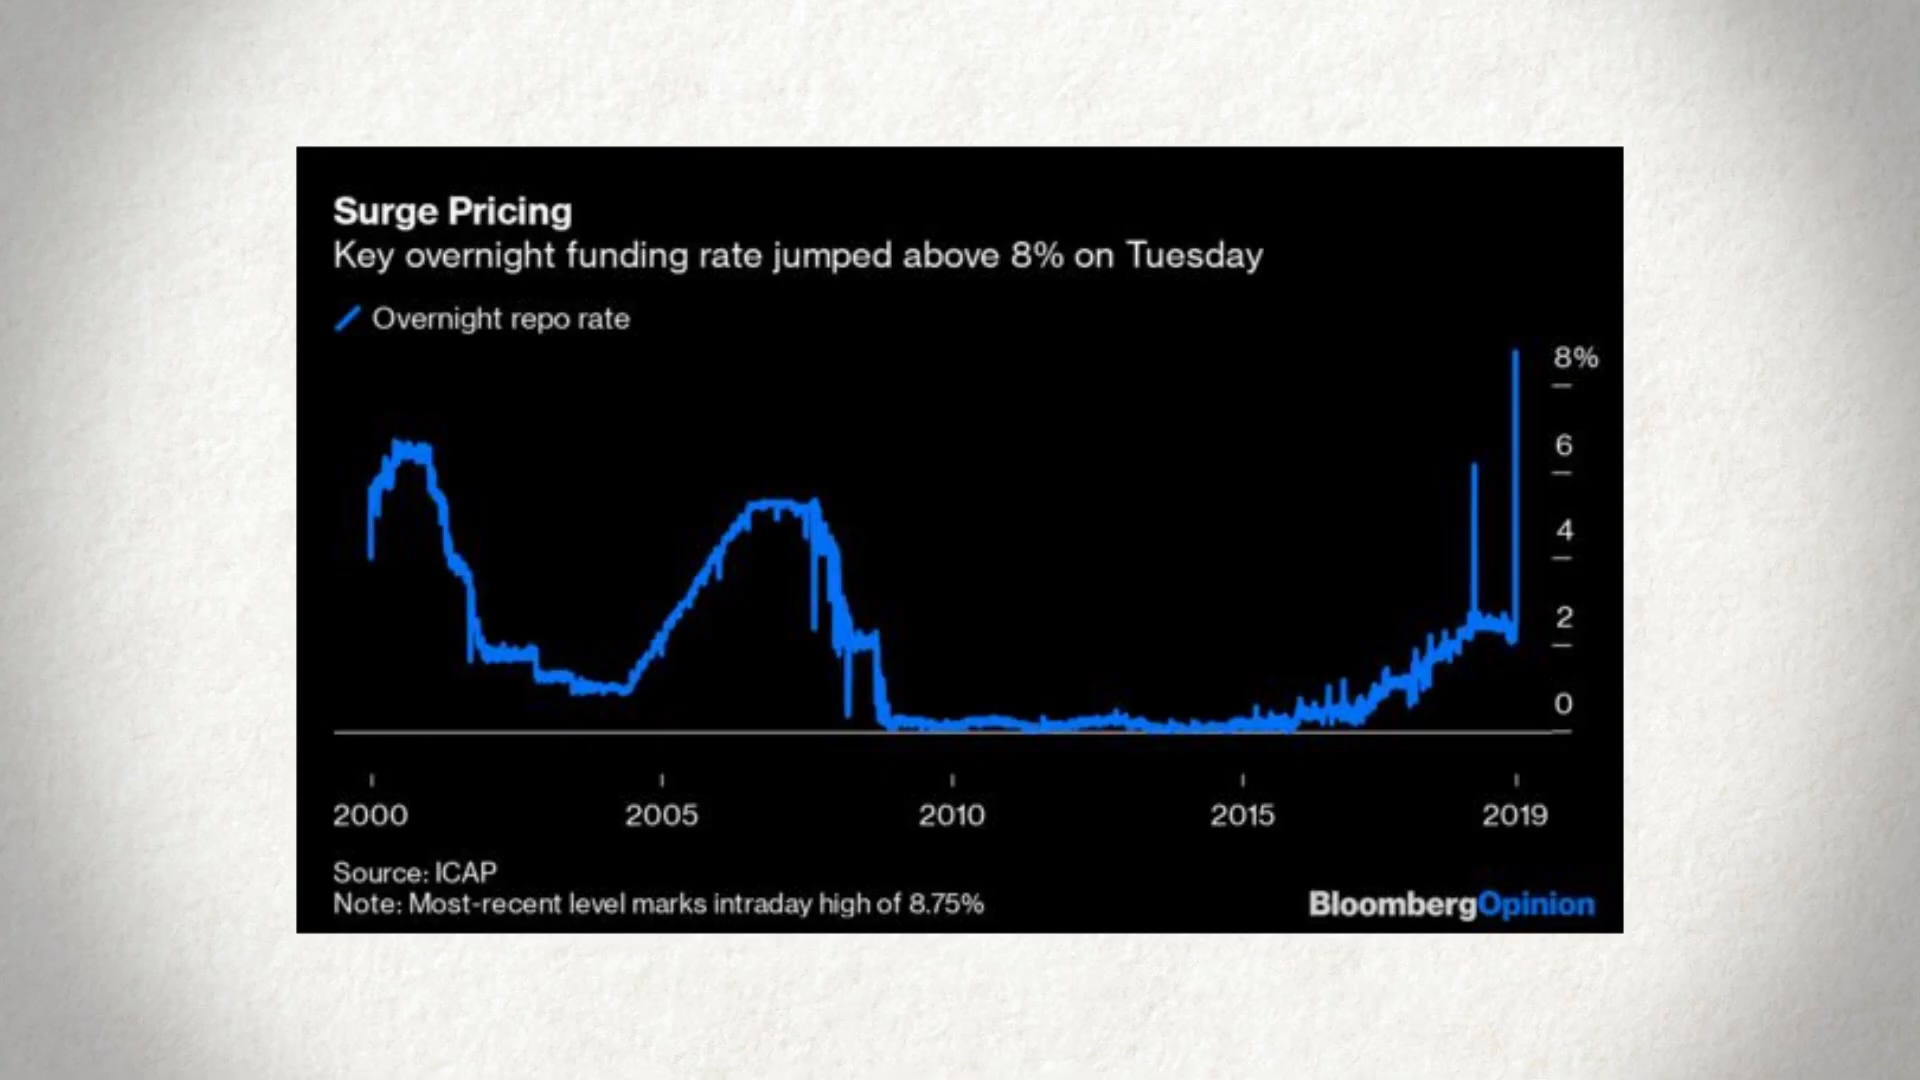 Surge Pricing
Key overnight funding rate jumped above 8% on Tuesday
Overnight repo rate
8%
6
4
2
0
2000 2005 2010 2015 2019
Source: ICAP
Note: Most-recent level marks intraday high of 8.75%
BloombergOpinion